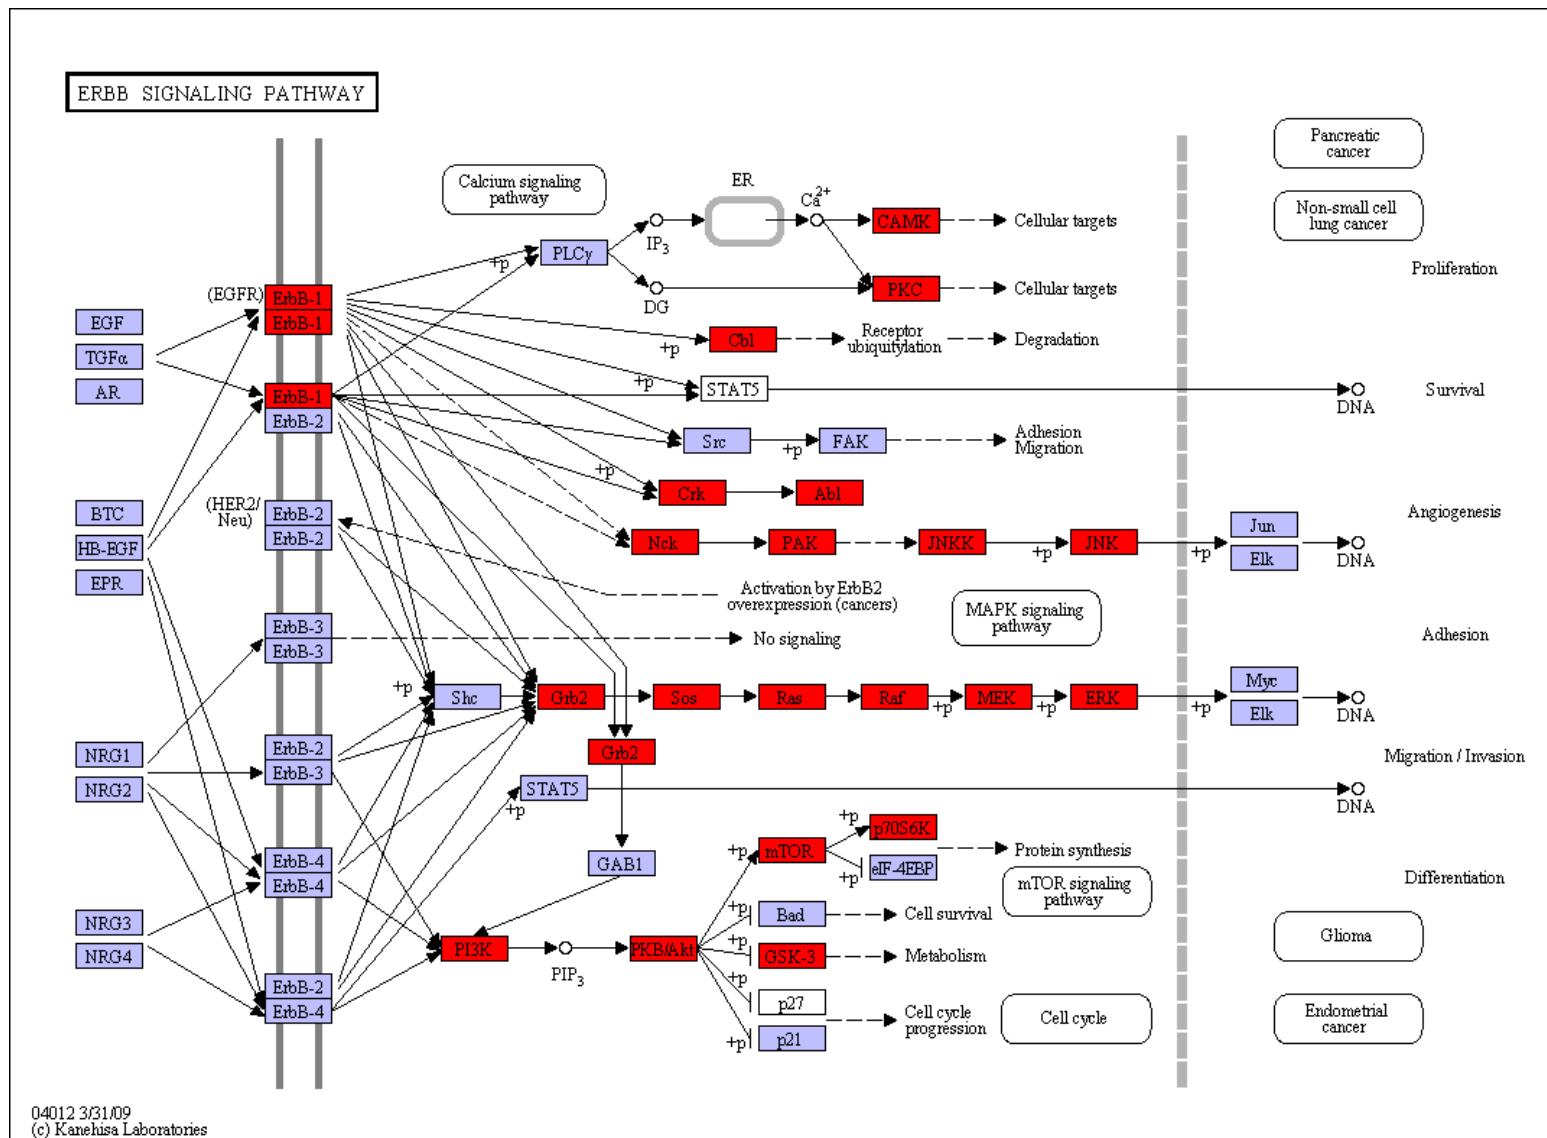 ERBB SIGNALING PATHWAY
Pancreatic
cancer
Calcium signaling
pathway
ER
Ca2+
CAMK
Cellular targets
Non-small cell
lung cancer
IP3
PLCγ
+p
Proliferation
(EGFR)
ErbB-1
ErbB-1
DG
PKC
Cellular targets
EGF
TGFα
AR
Cbl
+p
Receptor
ubiquitylation
Degradation
ErbB-1
ErbB-2
+p
STAT5
DNA
Survival
Src
+p
FAK
Adhesion
Migration
+p
Crk
Abl
BTC
HB-EGF
EPR
(HER2/
Neu)
ErbB-2
ErbB-2
Nck
PAK
JNKK
+p
JNK
+p
Jun
Elk
DNA
Angiogenesis
Activation by ErbB2
overexpression (cancers)
MAPK signaling
pathway
ErbB-3
ErbB-3
No signaling
Adhesion
+p
Shc
Grb2
Sos
Ras
Raf
+p
MEK
+p
ERK
+p
Myc
Elk
DNA
NRG1
NRG2
ErbB-2
ErbB-3
Grb2
Migration / Invasion
STAT5
+p
DNA
ErbB-4
ErbB-4
GAB1
+p
mTOR
+p
p70S6K
+p
eIF-4EBP
Protein synthesis
mTOR signaling
pathway
Differentiation
NRG3
NRG4
PI3K
PIP3
PKB/Akt
+p
Bad
Cell survival
+p
GSK-3
Metabolism
Glioma
ErbB-2
ErbB-4
+p
p27
+p
p21
Cell cycle
progression
Cell cycle
Endometrial
cancer
04012 3/31/09
(c) Kanehisa Laboratories